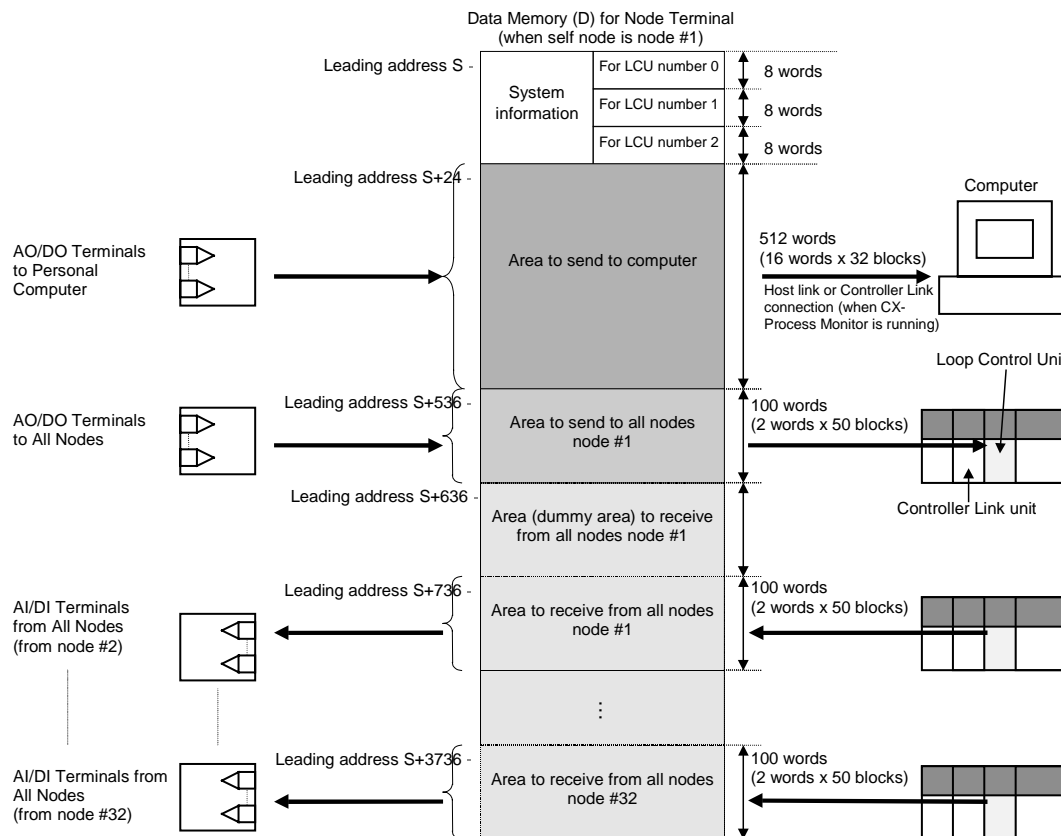 Data Memory (D) for Node Terminal
(when self node is node #1)
Leading address S
System
information
For LCU number 0
8 words
For LCU number 1
8 words
For LCU number 2
8 words
Leading address S+24
AO/DO Terminals
to Personal
Computer
Area to send to computer
512 words
(16 words x 32 blocks)
Host link or Controller Link
connection (when CX-
Process Monitor is running)
Computer
Loop Control Uni
Leading address S+536
AO/DO Terminals
to All Nodes
Area to send to all nodes
node #1
100 words
(2 words x 50 blocks)
Controller Link unit
Leading address S+636
Area (dummy area) to receive
from all nodes node #1
Leading address S+736
AI/DI Terminals
from All Nodes
(from node #2)
Area to receive from all nodes
node #1
100 words
(2 words x 50 blocks)
⋮
Leading address S+3736
AI/DI Terminals from
All Nodes
(from node #32)
Area to receive from all nodes
node #32
100 words
(2 words x 50 blocks)